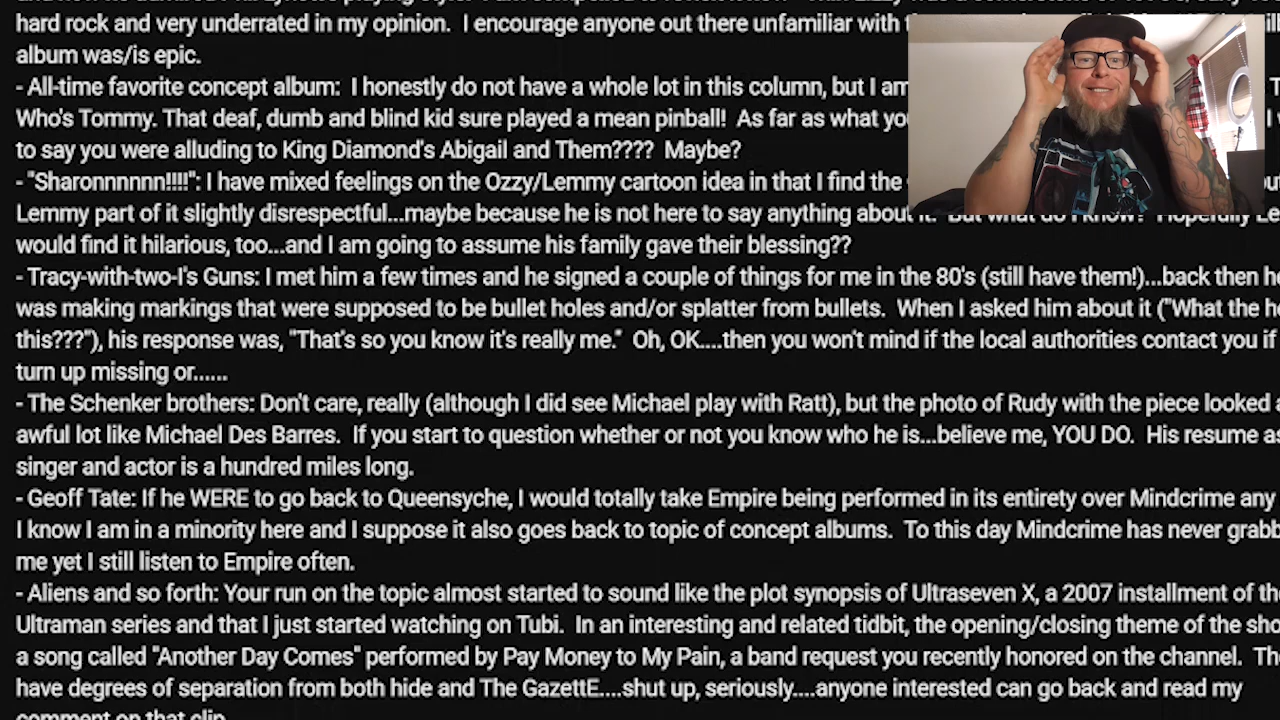 hard rock and very underrated in my opinion.  I encourage anyone out there unfamiliar with
album was/is epic.
- All-time favorite concept album:  I honestly do not have a whole lot in this column, but I am
Who's Tommy. That deaf, dumb and blind kid sure played a mean pinball!  As far as what you
to say you were alluding to King Diamond's Abigail and Them????  Maybe?
- "Sharonnnnnn!!!!": I have mixed feelings on the Ozzy/Lemmy cartoon idea in that I find the
Lemmy part of it slightly disrespectful...maybe because he is not here to say anything about it.  But what do I know?  Hopefully
would find it hilarious, too...and I am going to assume his family gave their blessing??
- Tracy-with-two-I's Guns: I met him a few times and he signed a couple of things for me in the 80's (still have them!)...back then
was making markings that were supposed to be bullet holes and/or splatter from bullets.  When I asked him about it ("What the
this???"), his response was, "That's so you know it's really me."  Oh, OK....then you won't mind if the local authorities contact you if
turn up missing or......
- The Schenker brothers: Don't care, really (although I did see Michael play with Ratt), but the photo of Rudy with the piece looked
awful lot like Michael Des Barres.  If you start to question whether or not you know who he is...believe me, YOU DO.  His resume as
singer and actor is a hundred miles long.
- Geoff Tate: If he WERE to go back to Queensyche, I would totally take Empire being performed in its entirety over Mindcrime any
I know I am in a minority here and I suppose it also goes back to topic of concept albums.  To this day Mindcrime has never
me yet I still listen to Empire often.
- Aliens and so forth: Your run on the topic almost started to sound like the plot synopsis of Ultraseven X, a 2007 installment of the
Ultraman series and that I just started watching on Tubi.  In an interesting and related tidbit, the opening/closing theme of the
a song called "Another Day Comes" performed by Pay Money to My Pain, a band request you recently honored on the channel.
have degrees of separation from both hide and The GazettE....shut up, seriously....anyone interested can go back and read my
comment on that clip